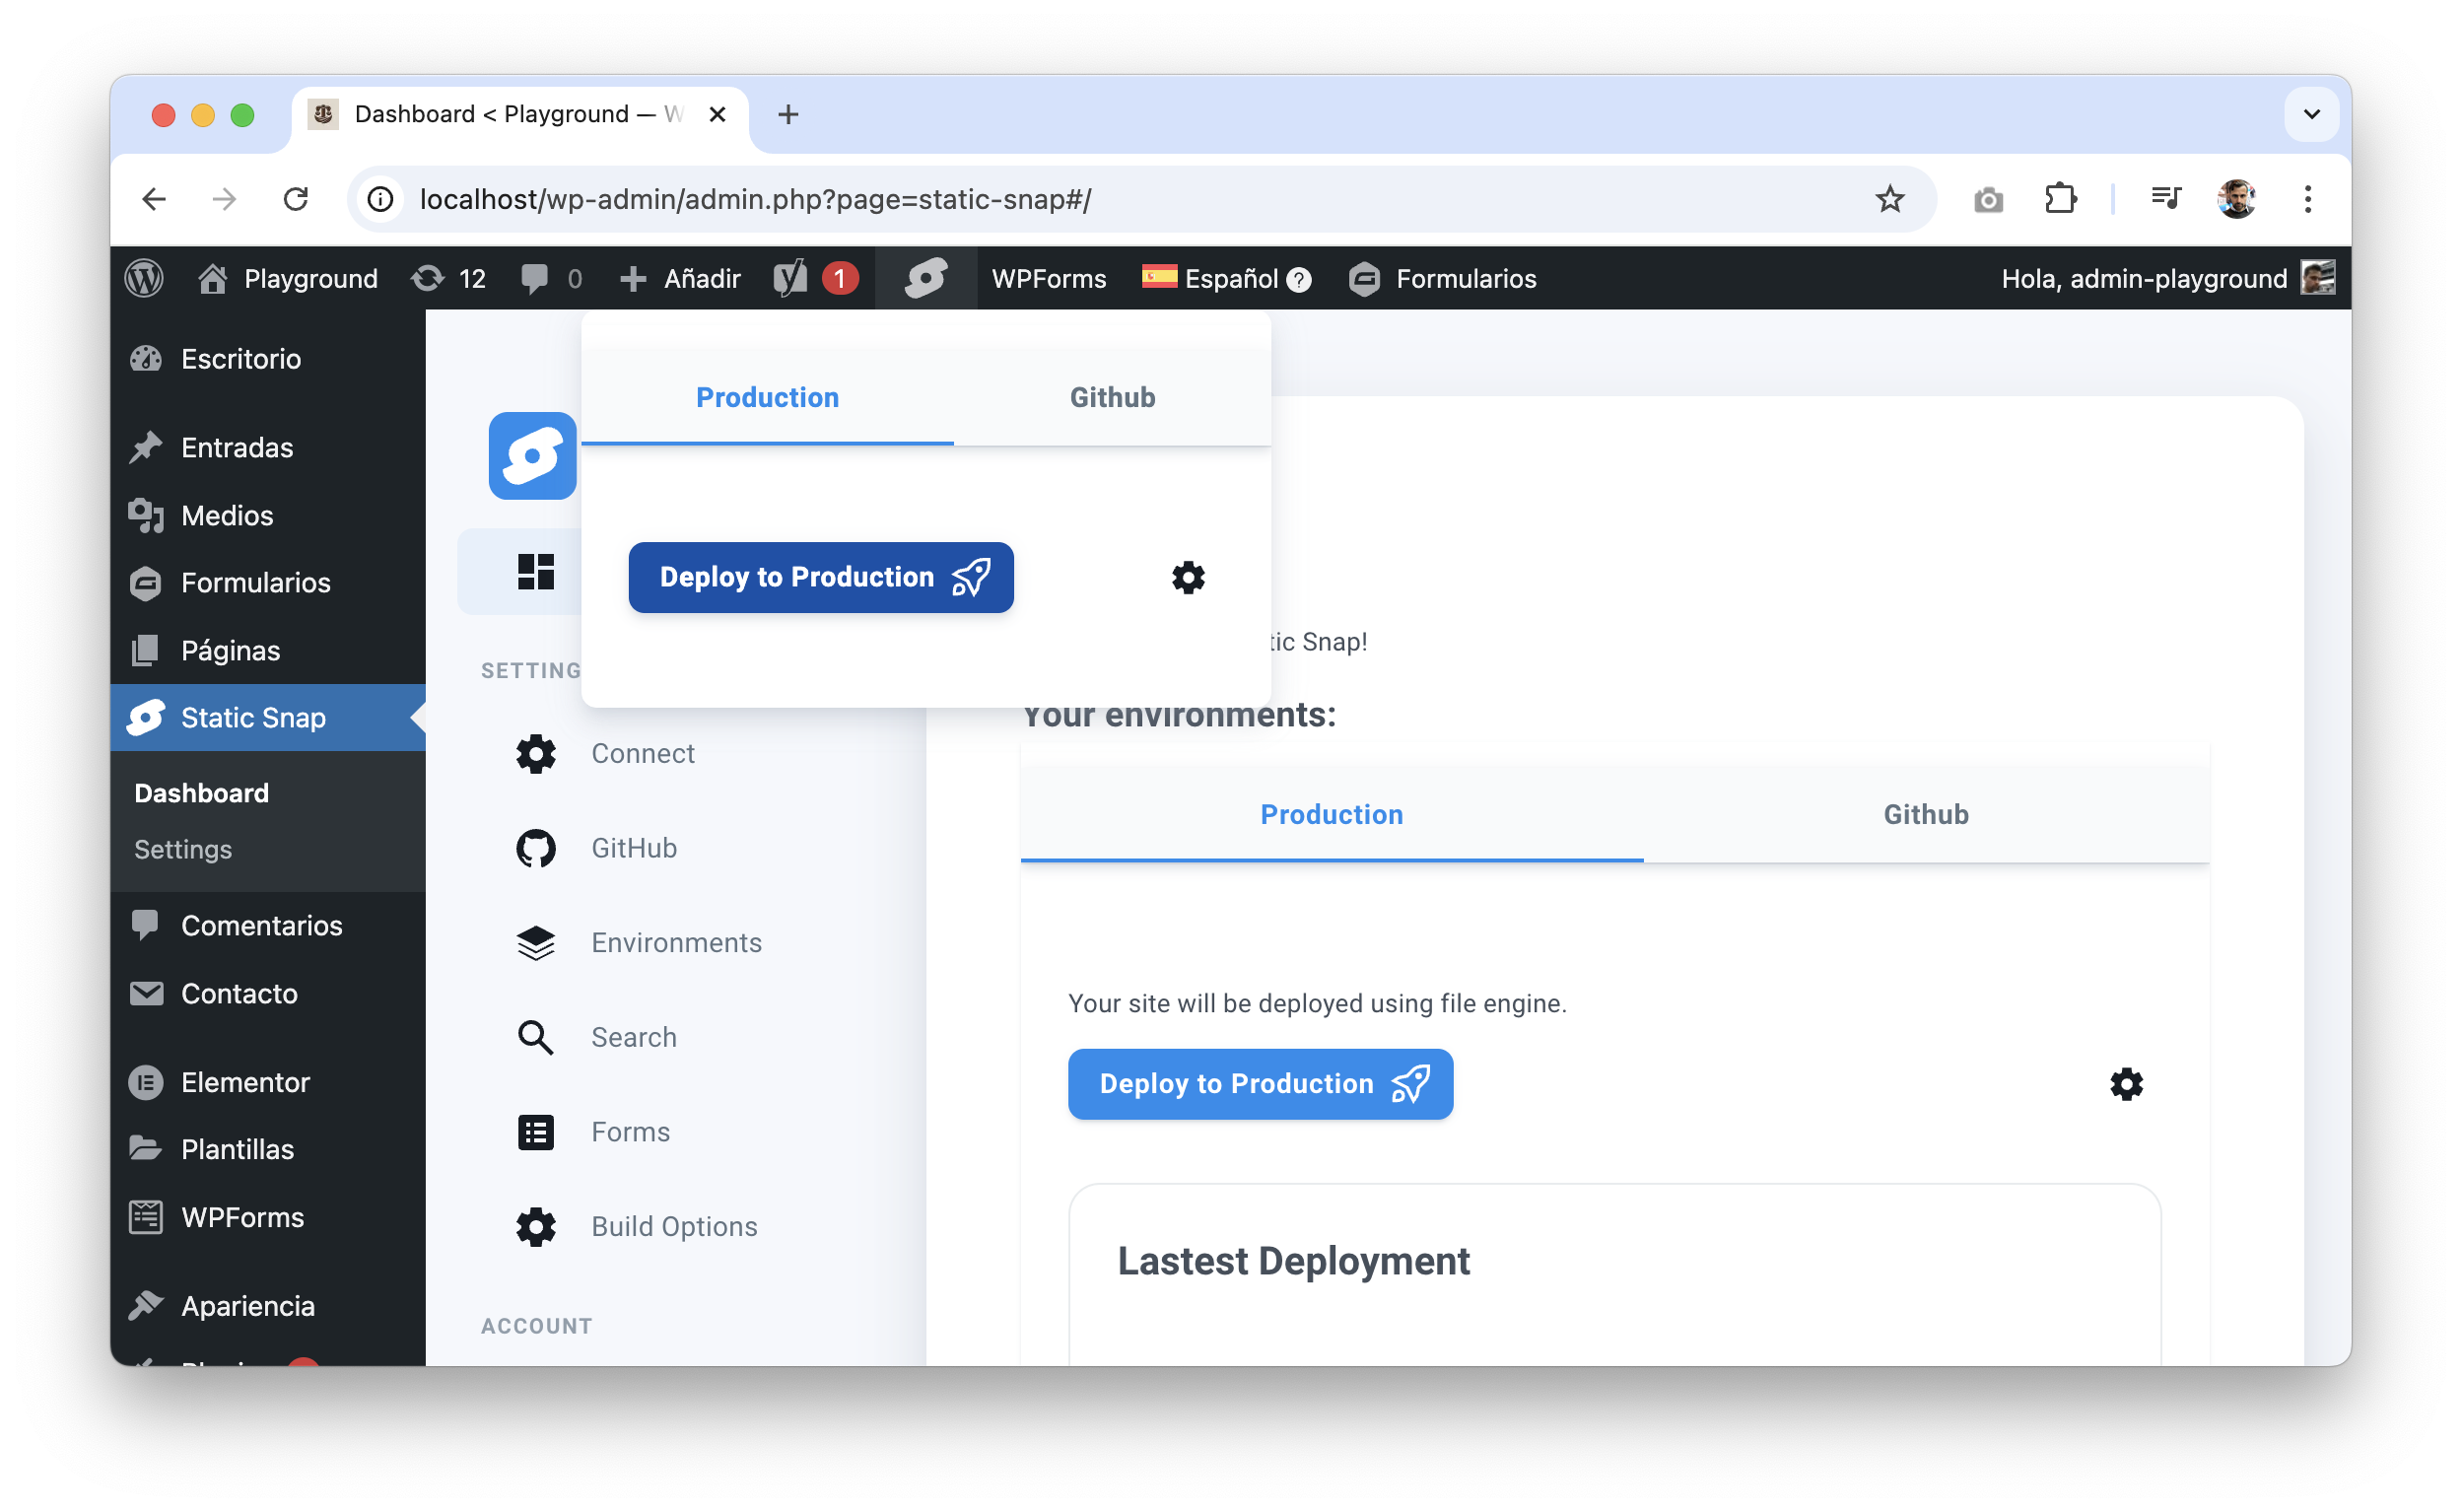 Dashboard < Playground — W
localhost/wp-admin/admin.php?page=static-snap#/
Playground 12 0 Añadir 1 WPForms Español ? Formularios Hola, admin-playground
Escritorio
Entradas
Medios
Formularios
Páginas
Static Snap
Dashboard
Settings
Comentarios
Contacto
Elementor
Plantillas
WPForms
Apariencia
SETTING
Connect
GitHub
Environments
Search
Forms
Build Options
ACCOUNT
Production Github
Deploy to Production
tic Snap!
Your environments:
Production Github
Your site will be deployed using file engine.
Deploy to Production
Lastest Deployment